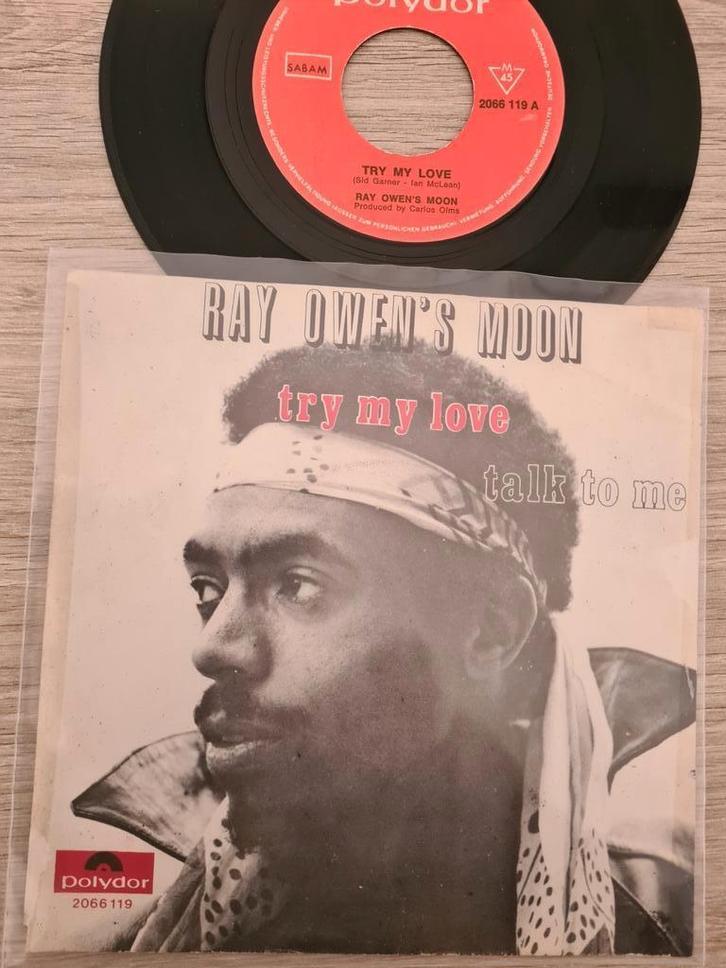 polydor
SABAM
M
45
2066 119 A
TRY MY LOVE
(Sid Garner - Ian McLean)
RAY OWEN'S MOON
Produced by Carlos Olms
RAY OWEN'S MOON
try my love
talk to me
polydor
2066 119